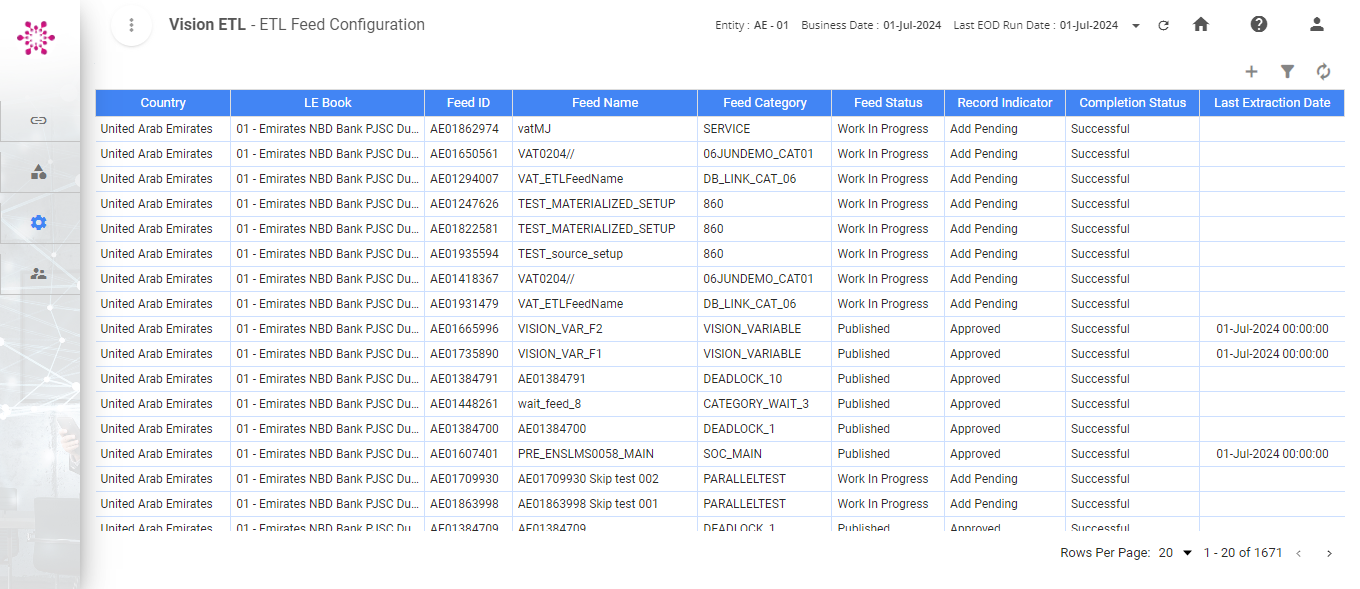 Vision ETL - ETL Feed Configuration
Entity : AE - 01 Business Date : 01-Jul-2024 Last EOD Run Date : 01-Jul-2024
Country LE Book Feed ID Feed Name Feed Category Feed Status Record Indicator Completion Status Last Extraction Date
United Arab Emirates 01 - Emirates NBD Bank PJSC Du... AE01862974 vatMJ SERVICE Work In Progress Add Pending Successful
United Arab Emirates 01 - Emirates NBD Bank PJSC Du... AE01650561 VAT0204// 06JUNDEMO_CAT01 Work In Progress Add Pending Successful
United Arab Emirates 01 - Emirates NBD Bank PJSC Du... AE01294007 VAT_ETLFeedName DB_LINK_CAT_06 Work In Progress Add Pending Successful
United Arab Emirates 01 - Emirates NBD Bank PJSC Du... AE01247626 TEST_MATERIALIZED_SETUP 860 Work In Progress Add Pending Successful
United Arab Emirates 01 - Emirates NBD Bank PJSC Du... AE01822581 TEST_MATERIALIZED_SETUP 860 Work In Progress Add Pending Successful
United Arab Emirates 01 - Emirates NBD Bank PJSC Du... AE01935594 TEST_source_setup 860 Work In Progress Add Pending Successful
United Arab Emirates 01 - Emirates NBD Bank PJSC Du... AE01418367 VAT0204// 06JUNDEMO_CAT01 Work In Progress Add Pending Successful
United Arab Emirates 01 - Emirates NBD Bank PJSC Du... AE01931479 VAT_ETLFeedName DB_LINK_CAT_06 Work In Progress Add Pending Successful
United Arab Emirates 01 - Emirates NBD Bank PJSC Du... AE01665996 VISION_VAR_F2 VISION_VARIABLE Published Approved Successful 01-Jul-2024 00:00:00
United Arab Emirates 01 - Emirates NBD Bank PJSC Du... AE01735890 VISION_VAR_F1 VISION_VARIABLE Published Approved Successful 01-Jul-2024 00:00:00
United Arab Emirates 01 - Emirates NBD Bank PJSC Du... AE01384791 AE01384791 DEADLOCK_10 Published Approved Successful
United Arab Emirates 01 - Emirates NBD Bank PJSC Du... AE01448261 wait_feed_8 CATEGORY_WAIT_3 Published Approved Successful
United Arab Emirates 01 - Emirates NBD Bank PJSC Du... AE01384700 AE01384700 DEADLOCK_1 Published Approved Successful
United Arab Emirates 01 - Emirates NBD Bank PJSC Du... AE01607401 PRE_ENSLMS0058_MAIN SOC_MAIN Published Approved Successful 01-Jul-2024 00:00:00
United Arab Emirates 01 - Emirates NBD Bank PJSC Du... AE01709930 AE01709930 Skip test 002 PARALLELTEST Work In Progress Add Pending Successful
United Arab Emirates 01 - Emirates NBD Bank PJSC Du... AE01863998 AE01863998 Skip test 001 PARALLELTEST Work In Progress Add Pending Successful
United Arab Emirates 01 - Emirates NBD Bank PJSC Du... AE01384709 AE01384709 DEADLOCK_1 Published Approved Successful
Rows Per Page: 20 1 - 20 of 1671